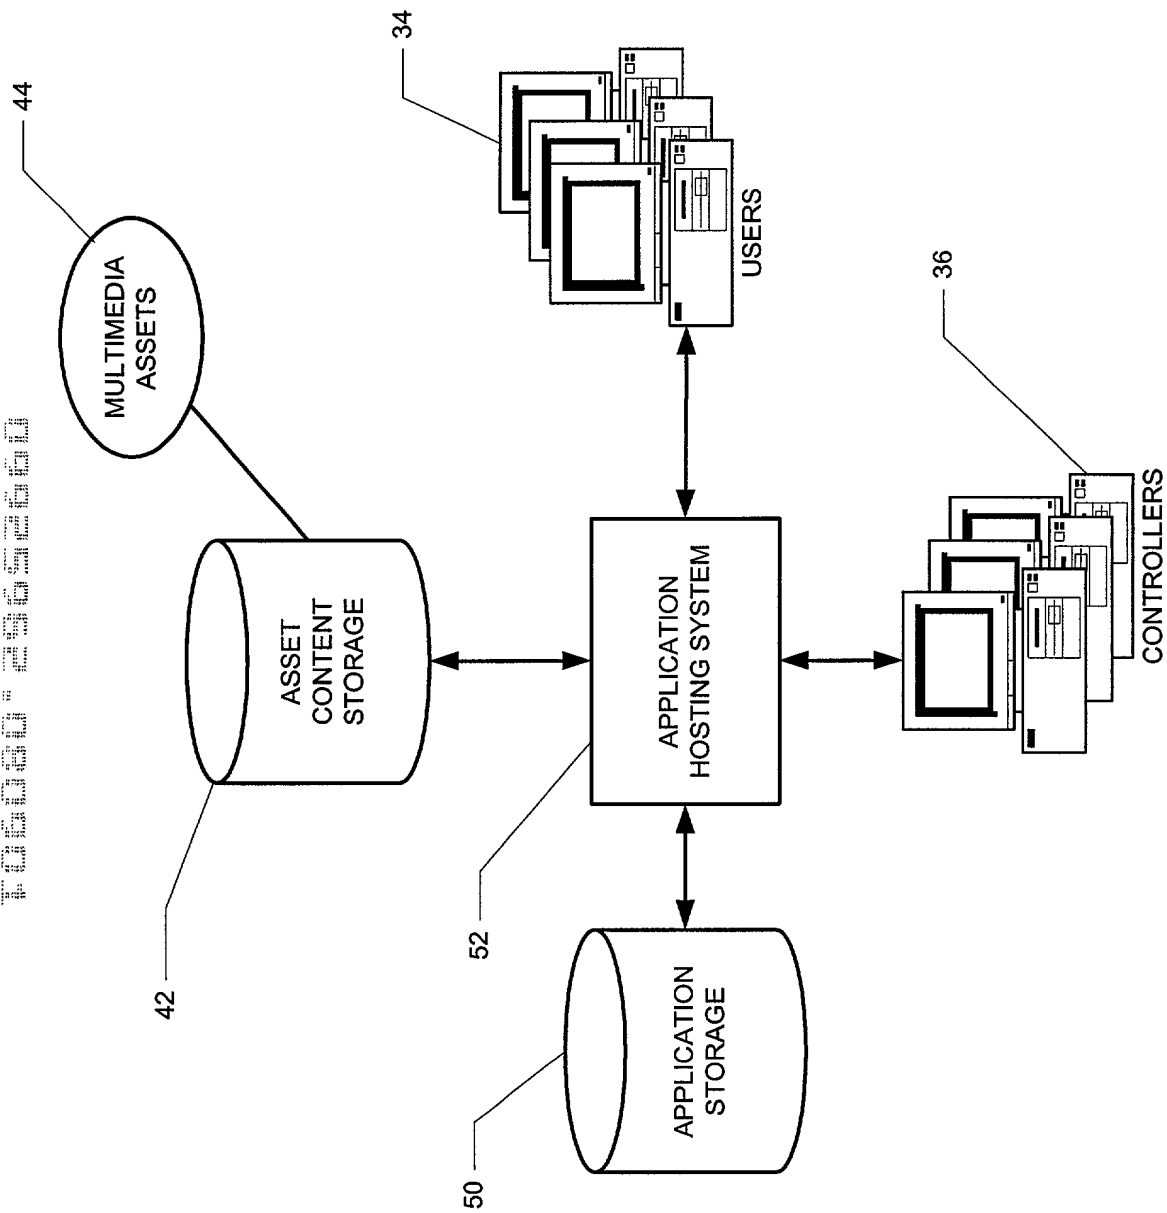 44
MULTIMEDIA
ASSETS
42
ASSET
CONTENT
STORAGE
34
50
52
APPLICATION
STORAGE
APPLICATION
HOSTING SYSTEM
USERS
36
CONTROLLERS